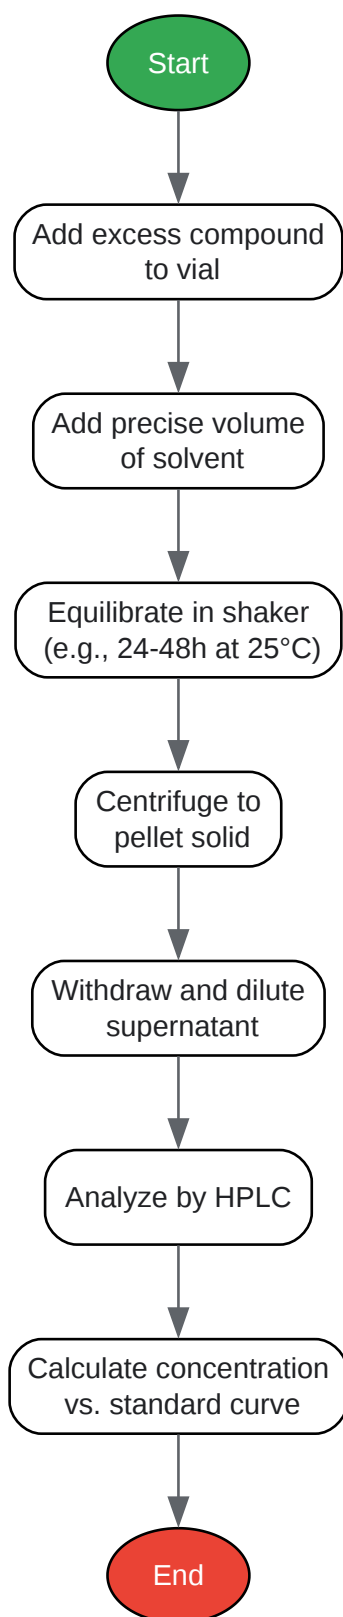 Start
Add excess compound
to vial
Add precise volume
of solvent
Equilibrate in shaker
(e.g., 24-48h at 25°C)
Centrifuge to
pellet solid
Withdraw and dilute
supernatant
Analyze by HPLC
Calculate concentration
vs. standard curve
End